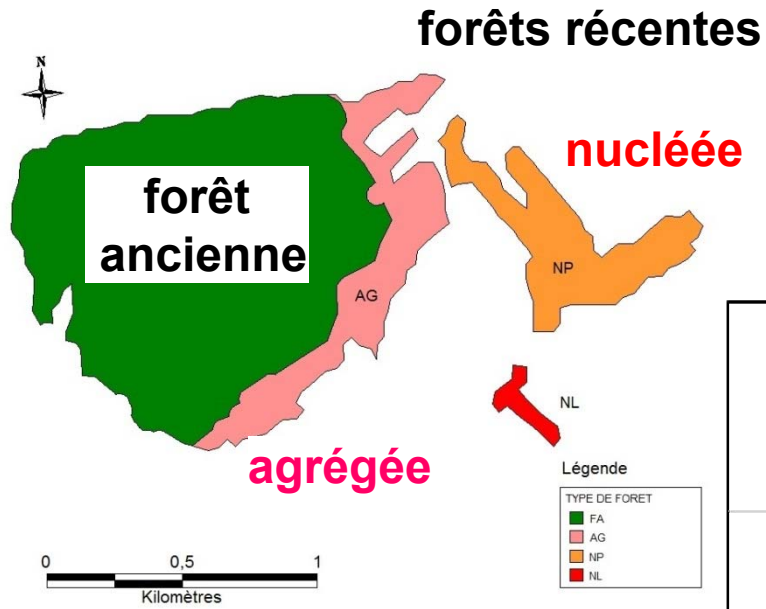 forêts récentes
N
nucléée
forêt
ancienne
NP
AG
NL
agrégée
Légende
TYPE DE FORET
FA
AG
NP
NL
0 0,5 1
Kilomètres